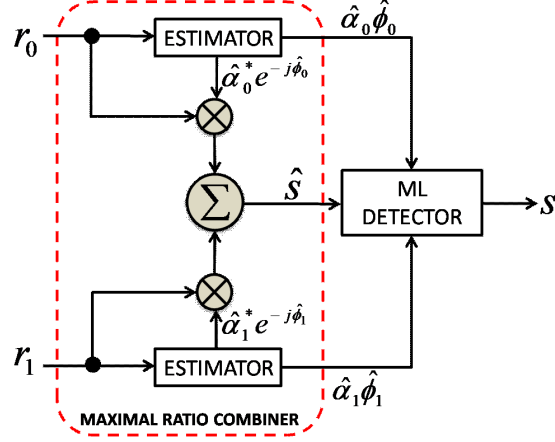 r₀
ESTIMATOR
α̂₀ϕ̂₀
α̂₀* e^{-jϕ̂₀}
Σ
ŝ
ML
DETECTOR
s
α̂₁* e^{-jϕ̂₁}
r₁
ESTIMATOR
α̂₁ϕ̂₁
MAXIMAL RATIO COMBINER